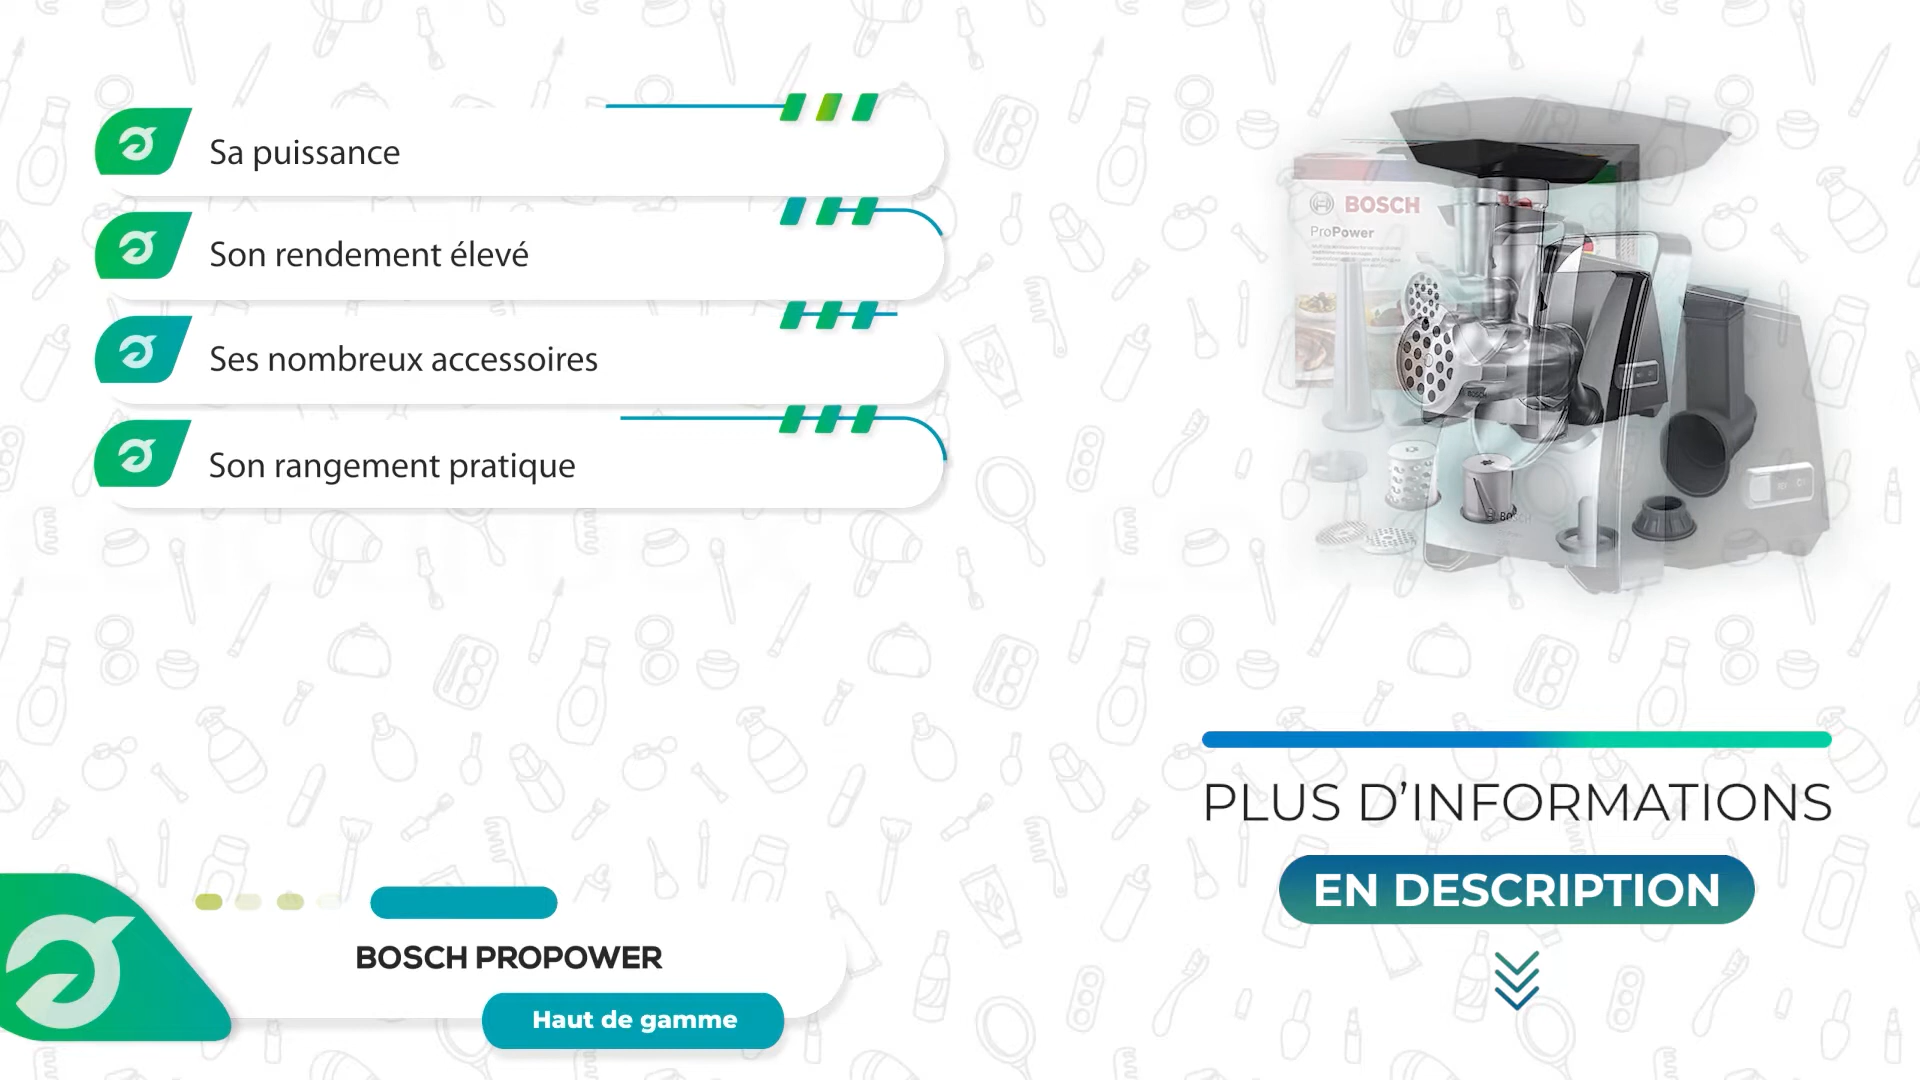 Sa puissance
Son rendement élevé
Ses nombreux accessoires
Son rangement pratique
BOSCH
ProPower
BOSCH
PLUS D’INFORMATIONS
EN DESCRIPTION
BOSCH PROPOWER
Haut de gamme